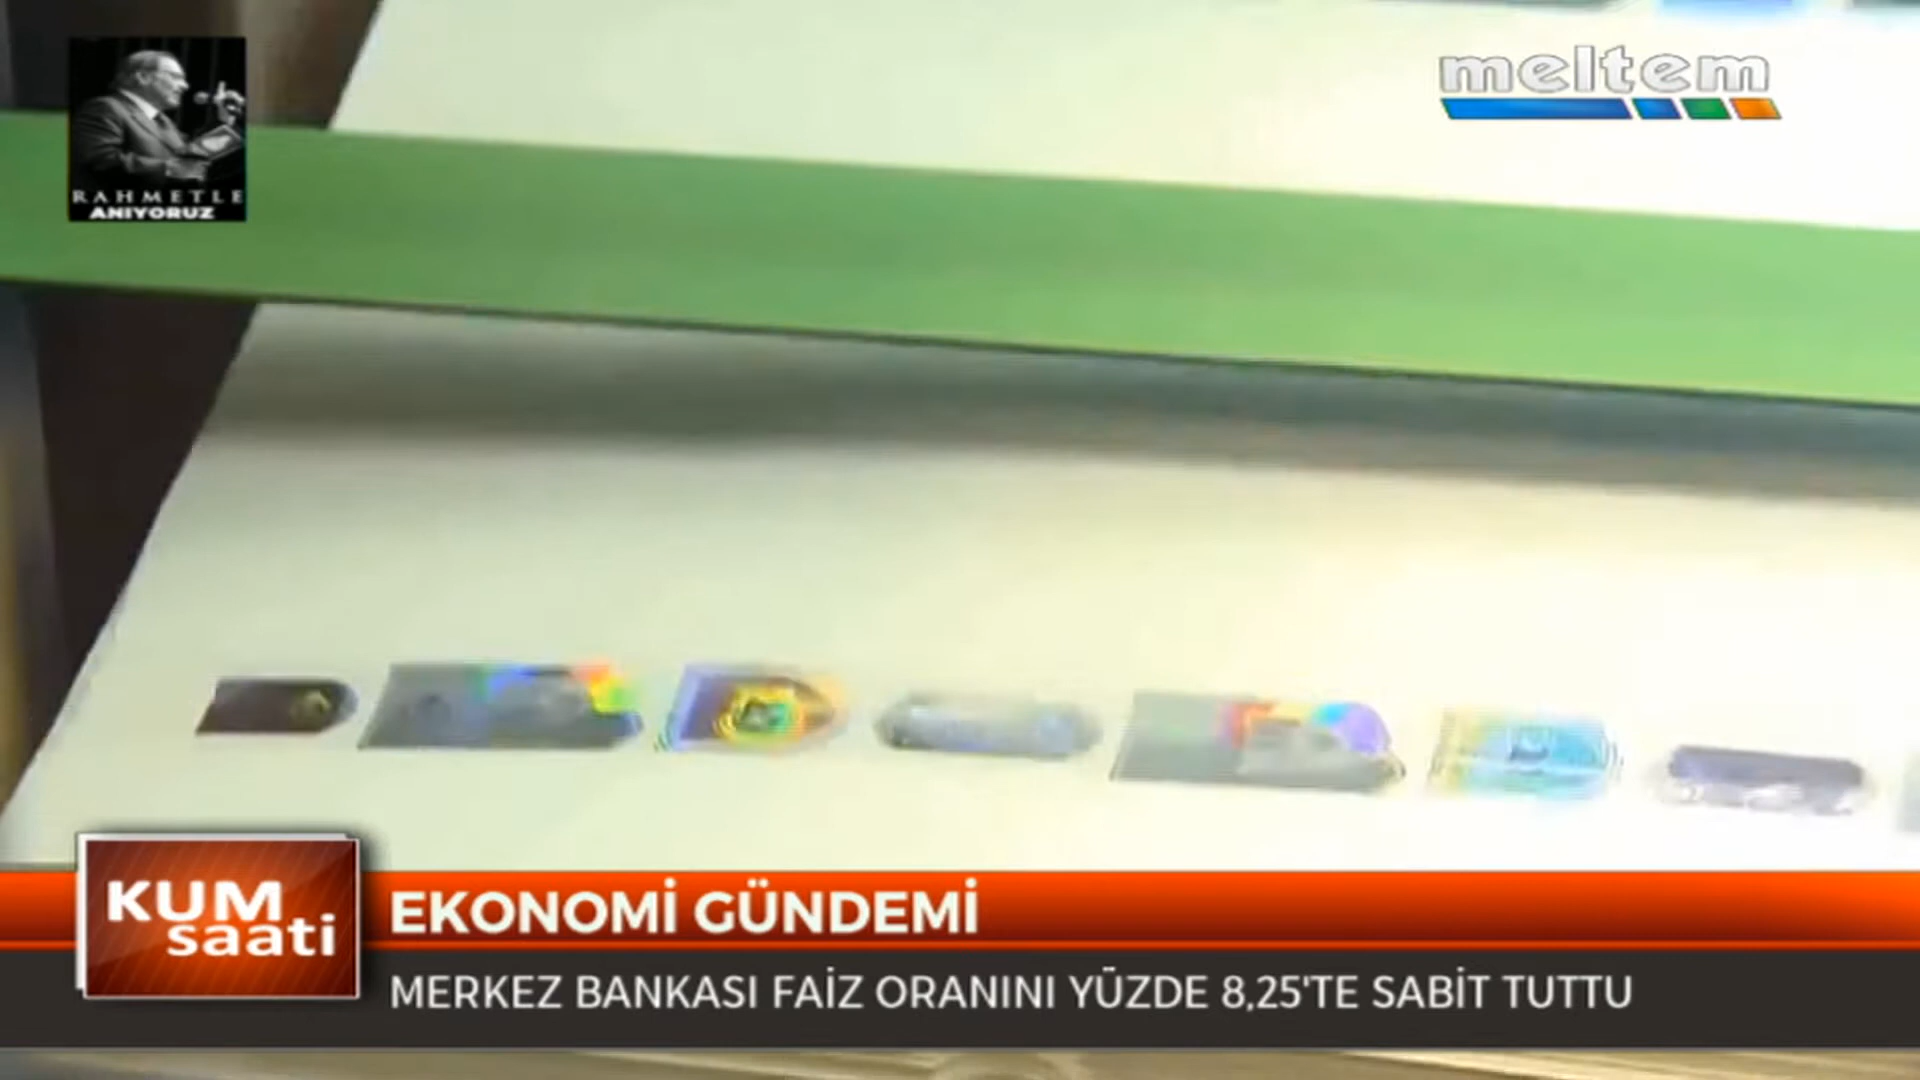 RAHMETLE
ANIYORUZ
meltem
KUM
saati
EKONOMİ GÜNDEMİ
MERKEZ BANKASI FAİZ ORANINI YÜZDE 8,25'TE SABİT TUTTU